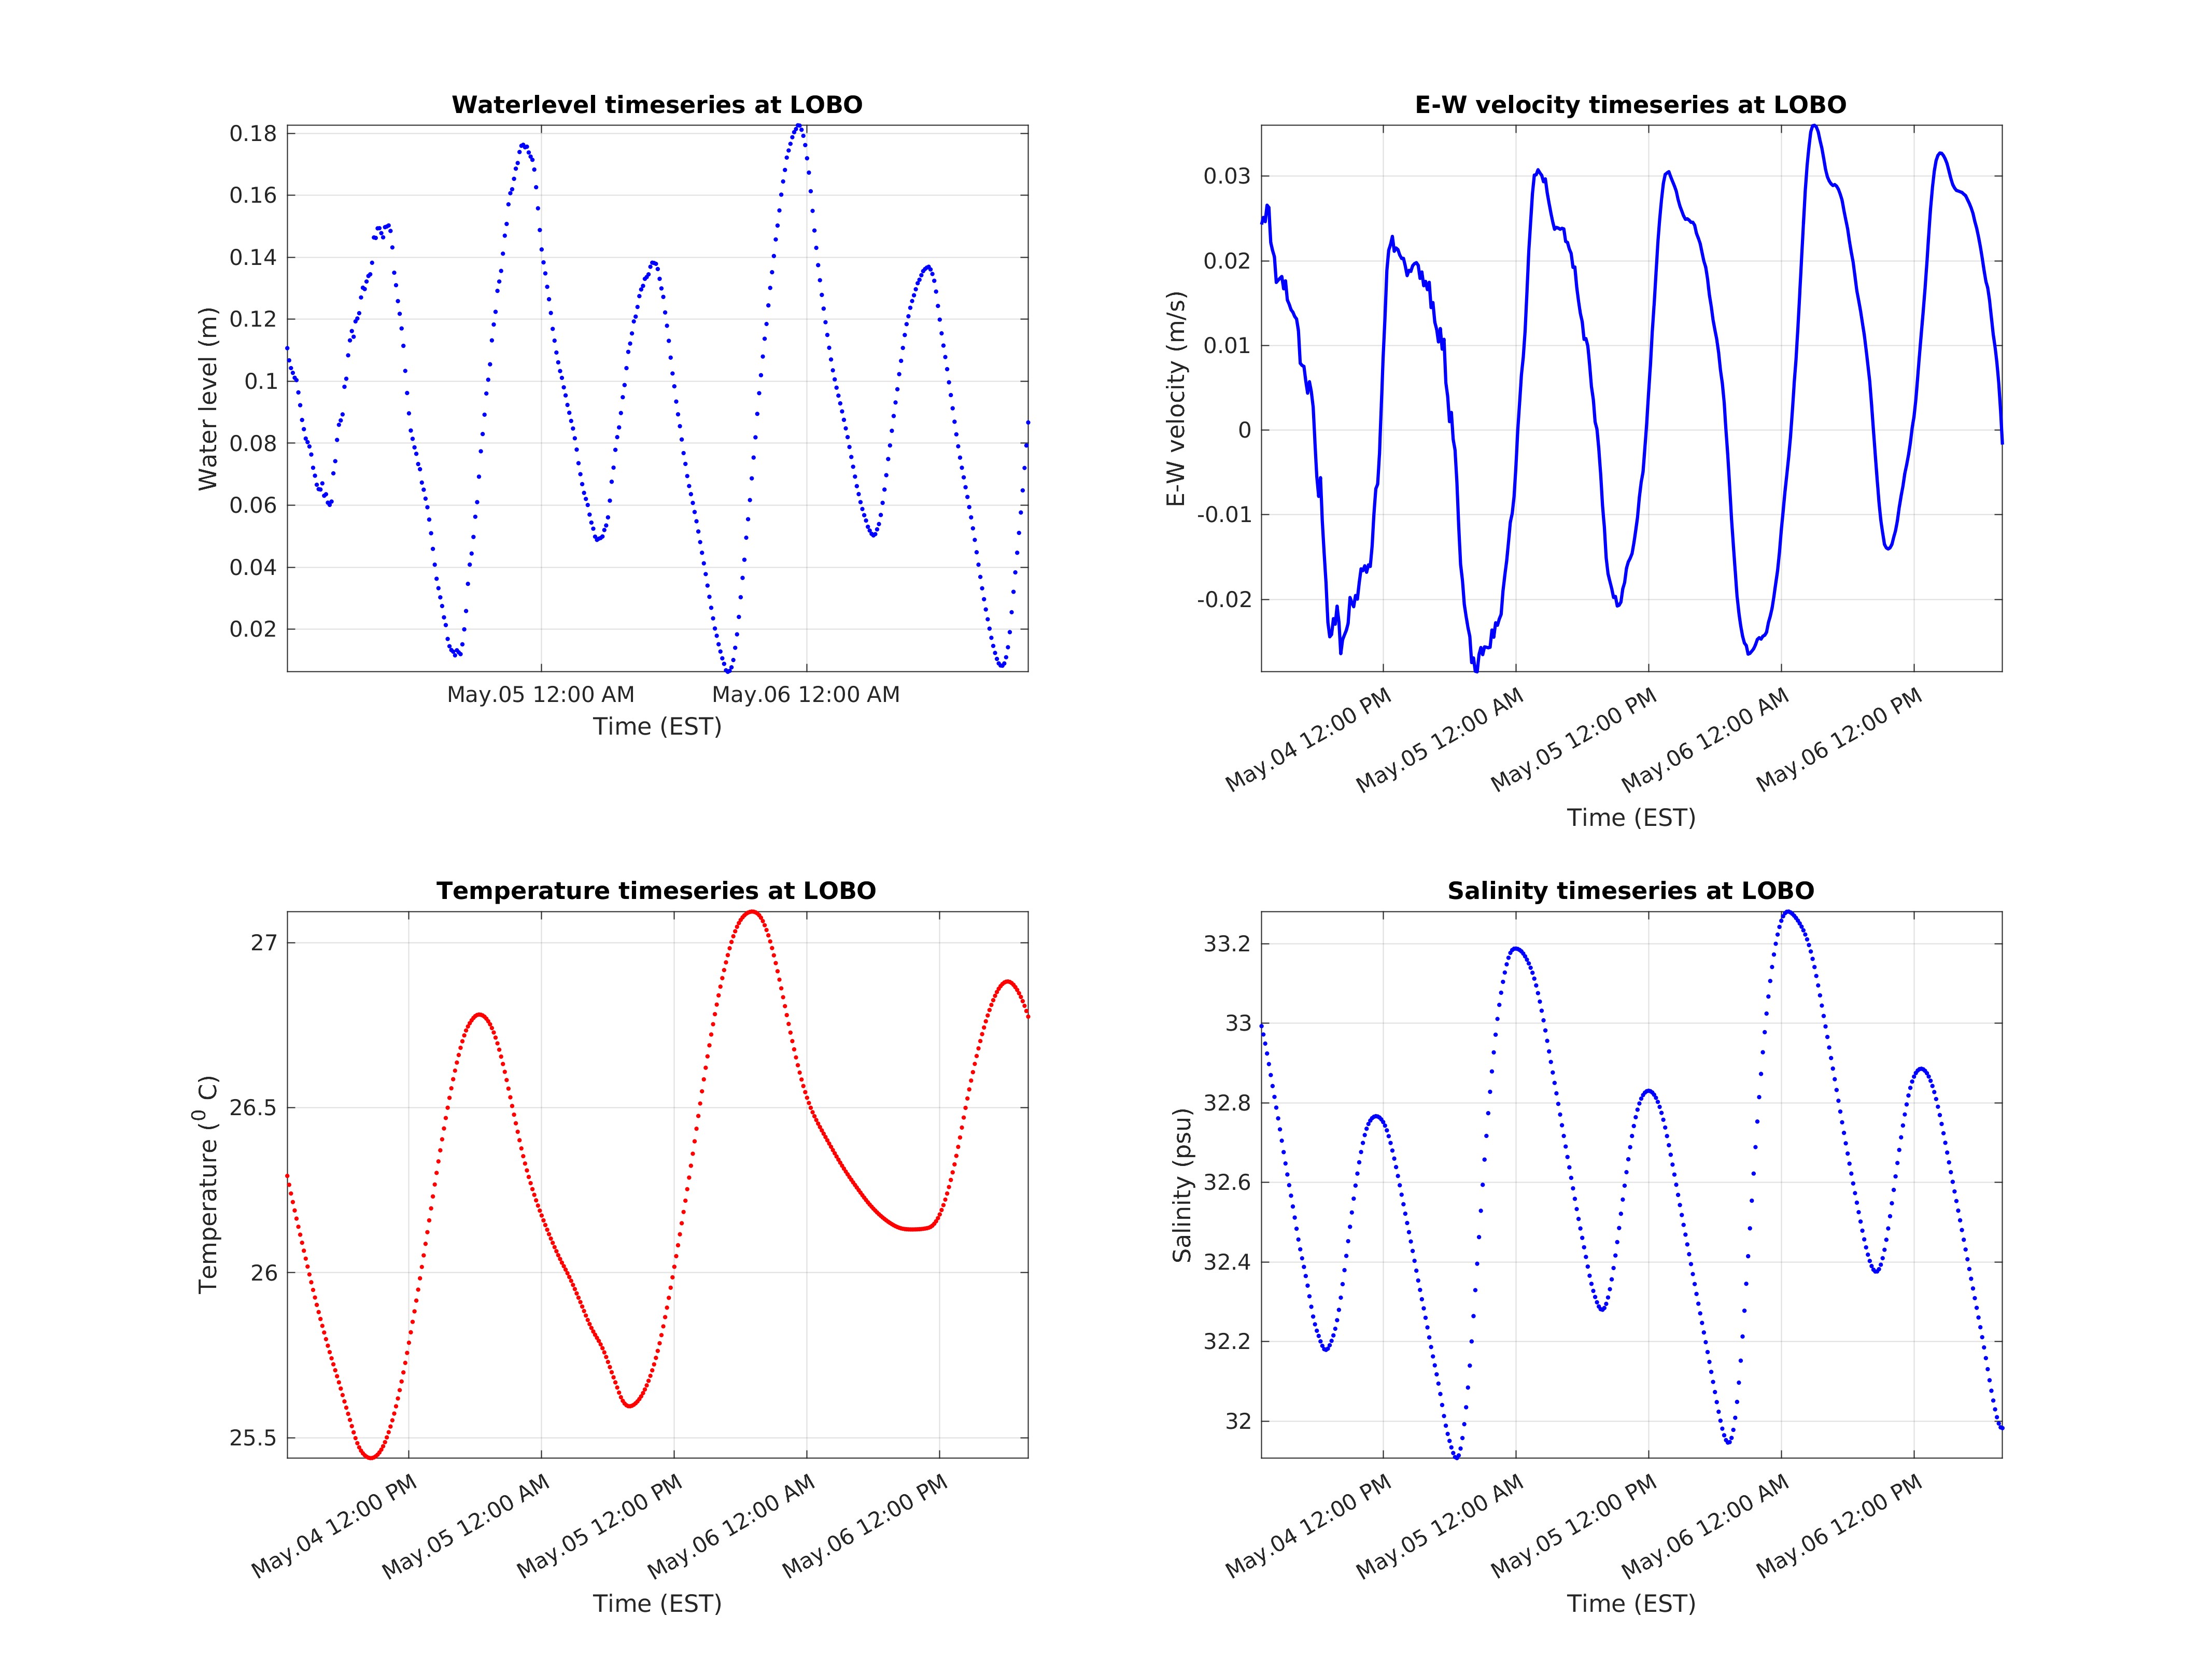 Waterlevel timeseries at LOBO
0.18
0.16
0.14
0.12
0.1
0.08
0.06
0.04
0.02
Water level (m)
May.05 12:00 AM
May.06 12:00 AM
Time (EST)
E-W velocity timeseries at LOBO
0.03
0.02
0.01
0
-0.01
-0.02
E-W velocity (m/s)
May.04 12:00 PM
May.05 12:00 AM
May.05 12:00 PM
May.06 12:00 AM
May.06 12:00 PM
Time (EST)
Temperature timeseries at LOBO
27
26.5
26
25.5
Temperature (⁰ C)
May.04 12:00 PM
May.05 12:00 AM
May.05 12:00 PM
May.06 12:00 AM
May.06 12:00 PM
Time (EST)
Salinity timeseries at LOBO
33.2
33
32.8
32.6
32.4
32.2
32
Salinity (psu)
May.04 12:00 PM
May.05 12:00 AM
May.05 12:00 PM
May.06 12:00 AM
May.06 12:00 PM
Time (EST)